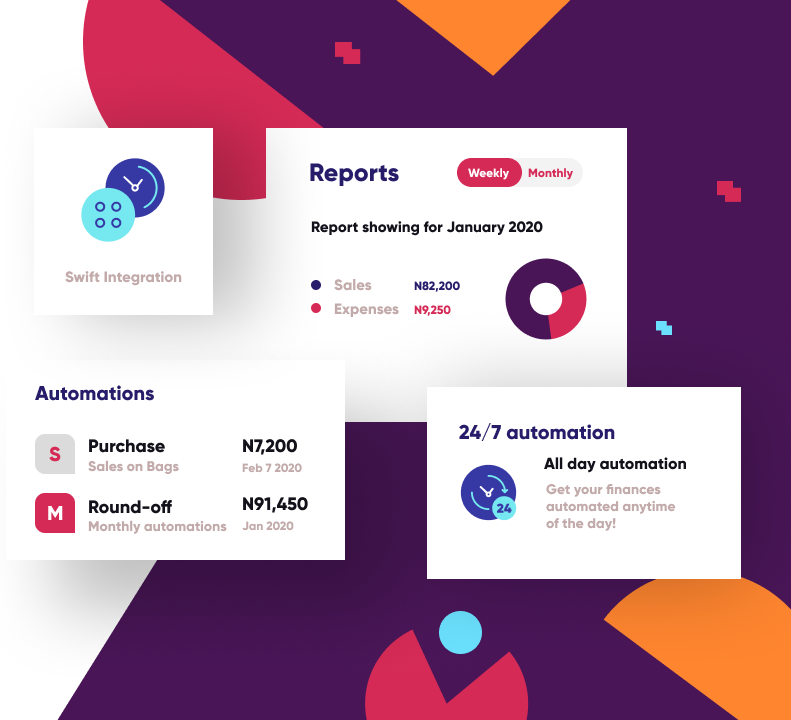 Swift Integration
Reports
Weekly Monthly
Report showing for January 2020
Sales N82,200
Expenses N9,250
Automations
S Purchase N7,200
Sales on Bags Feb 7 2020
M Round-off N91,450
Monthly automations Jan 2020
24/7 automation
All day automation
24
Get your finances
automated anytime
of the day!